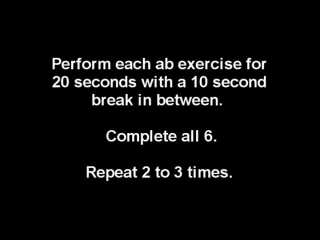 Perform each ab exercise for
20 seconds with a 10 second
break in between.
Complete all 6.
Repeat 2 to 3 times.